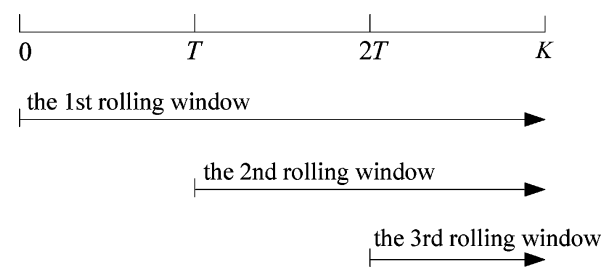 0 T 2T K
the 1st rolling window
the 2nd rolling window
the 3rd rolling window